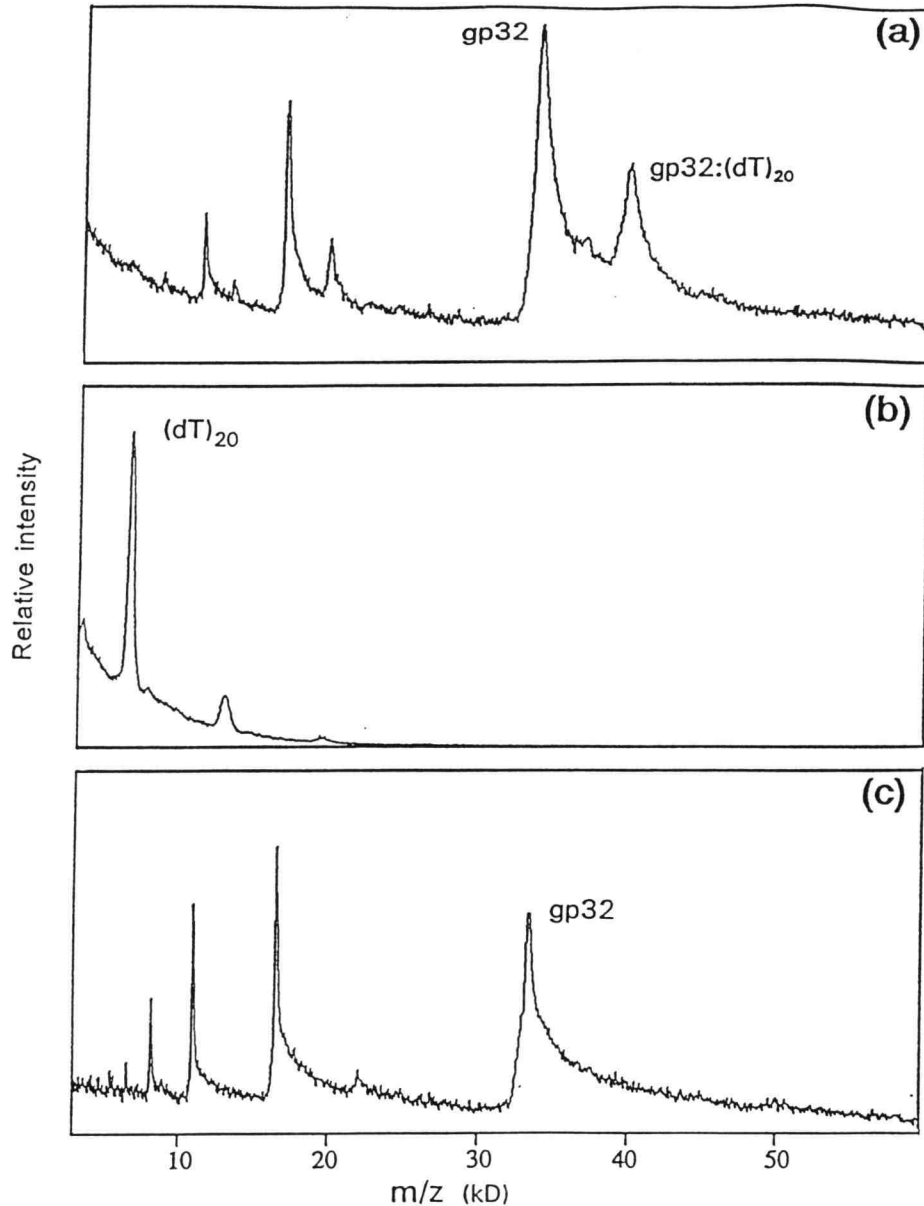 (a)
gp32
gp32:(dT)₂₀
(b)
(dT)₂₀
Relative intensity
(c)
gp32
10 20 30 40 50
m/z (kD)